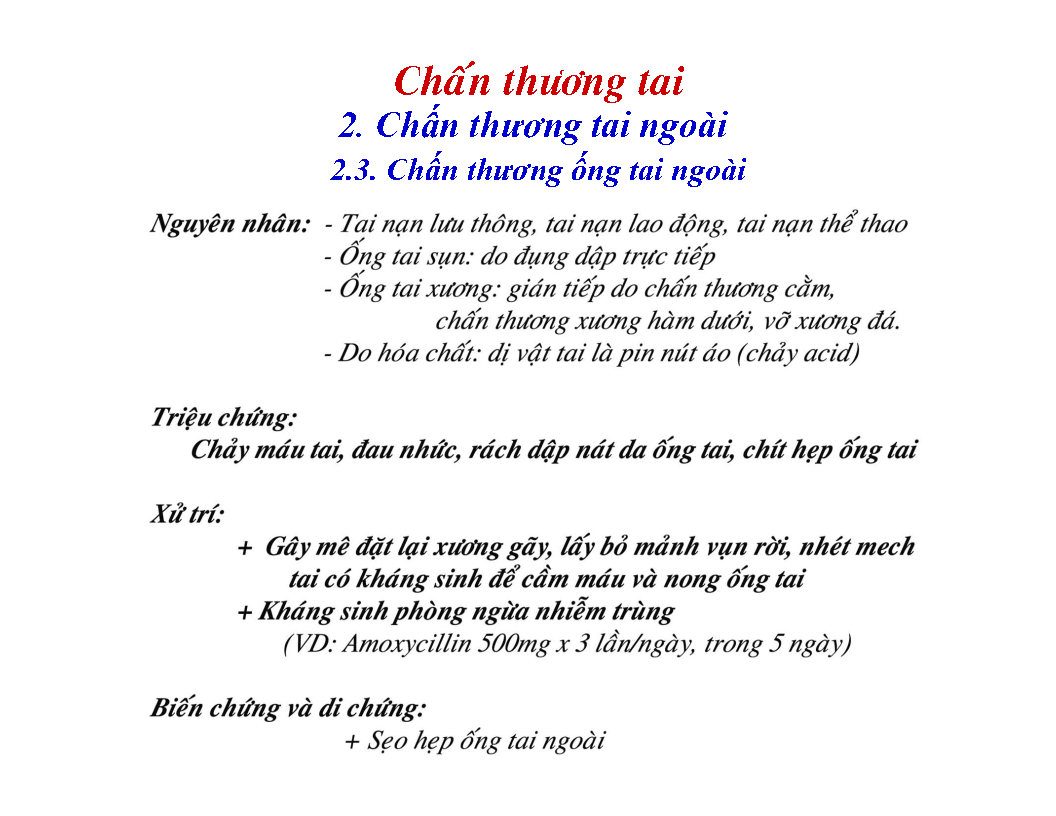 Chấn thương tai
2. Chấn thương tai ngoài
2.3. Chấn thương ống tai ngoài
Nguyên nhân: - Tai nạn lưu thông, tai nạn lao động, tai nạn thể thao
- Ống tai sụn: do đụng dập trực tiếp
- Ống tai xương: gián tiếp do chấn thương cằm,
chấn thương xương hàm dưới, vỡ xương đá.
- Do hóa chất: dị vật tai là pin nút áo (chảy acid)
Triệu chứng:
Chảy máu tai, đau nhức, rách dập nát da ống tai, chít hẹp ống tai
Xử trí:
+ Gây mê đặt lại xương gãy, lấy bỏ mảnh vụn rời, nhét mech
tai có kháng sinh để cầm máu và nong ống tai
+ Kháng sinh phòng ngừa nhiễm trùng
(VD: Amoxycillin 500mg x 3 lần/ngày, trong 5 ngày)
Biến chứng và di chứng:
+ Sẹo hẹp ống tai ngoài